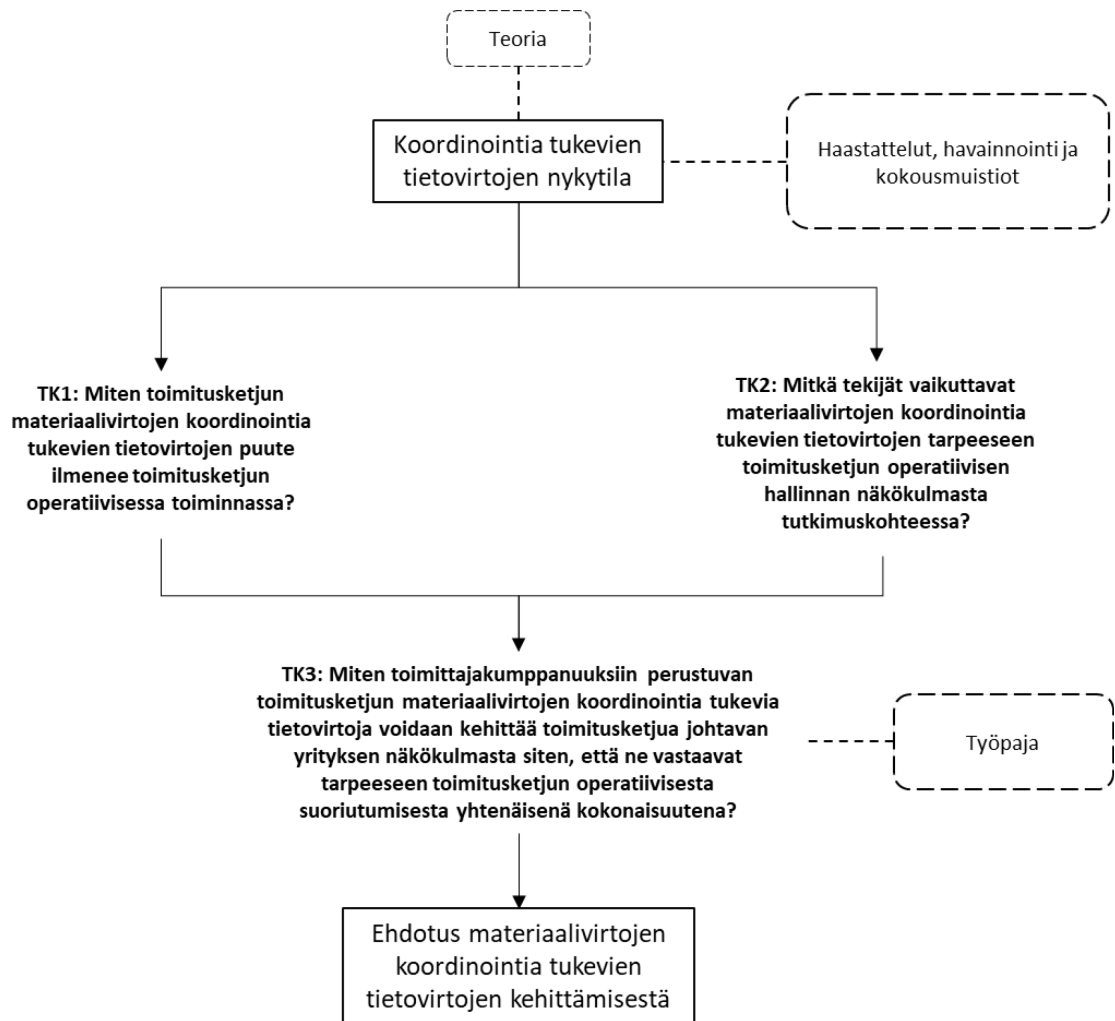 Teoria
Koordinointia tukevien
tietovirtojen nykytila
Haastattelut, havainnointi ja
kokousmuistiot
TK1: Miten toimitusketjun
materiaalivirtojen koordinointia
tukevien tietovirtojen puute
ilmenee toimitusketjun
operatiivisessa toiminnassa?
TK2: Mitkä tekijät vaikuttavat
materiaalivirtojen koordinointia
tukevien tietovirtojen tarpeeseen
toimitusketjun operatiivisen
hallinnan näkökulmasta
tutkimuskohteessa?
TK3: Miten toimittajakumppanuuksiin perustuvan
toimitusketjun materiaalivirtojen koordinointia tukevia
tietovirtoja voidaan kehittää toimitusketjua johtavan
yrityksen näkökulmasta siten, että ne vastaavat
tarpeeseen toimitusketjun operatiivisesta
suoriutumisesta yhtenäisenä kokonaisuutena?
Työpaja
Ehdotus materiaalivirtojen
koordinointia tukevien
tietovirtojen kehittämisestä